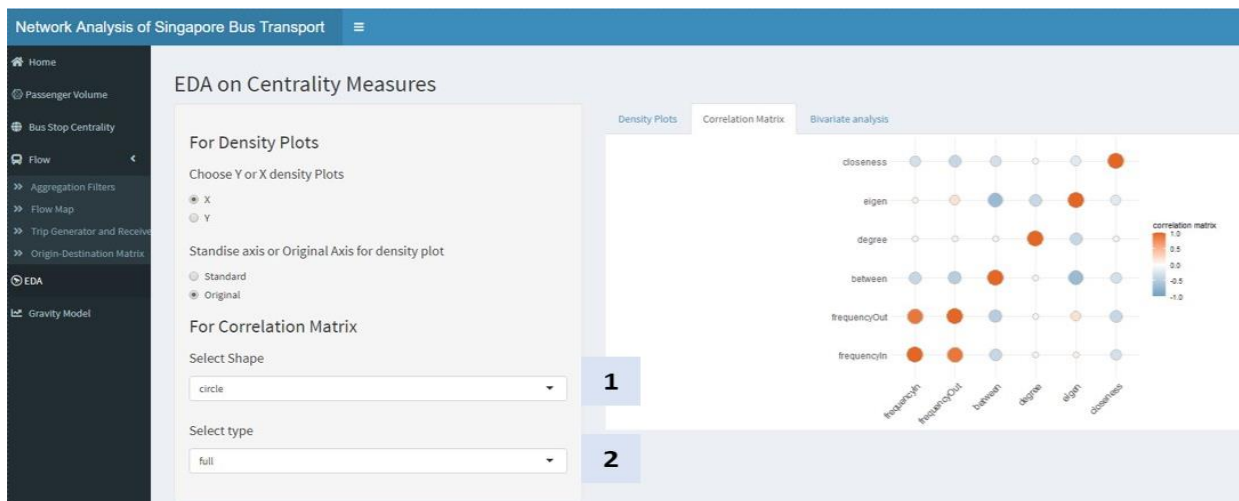 Network Analysis of Singapore Bus Transport
Home
Passenger Volume
Bus Stop Centrality
Flow
Aggregation Filters
Flow Map
Trip Generator and Receive
Origin-Destination Matrix
EDA
Gravity Model
EDA on Centrality Measures
For Density Plots
Choose Y or X density Plots
X
Y
Standise axis or Original Axis for density plot
Standard
Original
For Correlation Matrix
Select Shape
circle
1
Select type
full
2
Density Plots Correlation Matrix Bivariate analysis
closeness
eigen
degree
between
frequencyOut
frequencyIn
frequencyIn frequencyOut between degree eigen closeness
correlation matrix
1.0
0.5
0.0
-0.5
-1.0